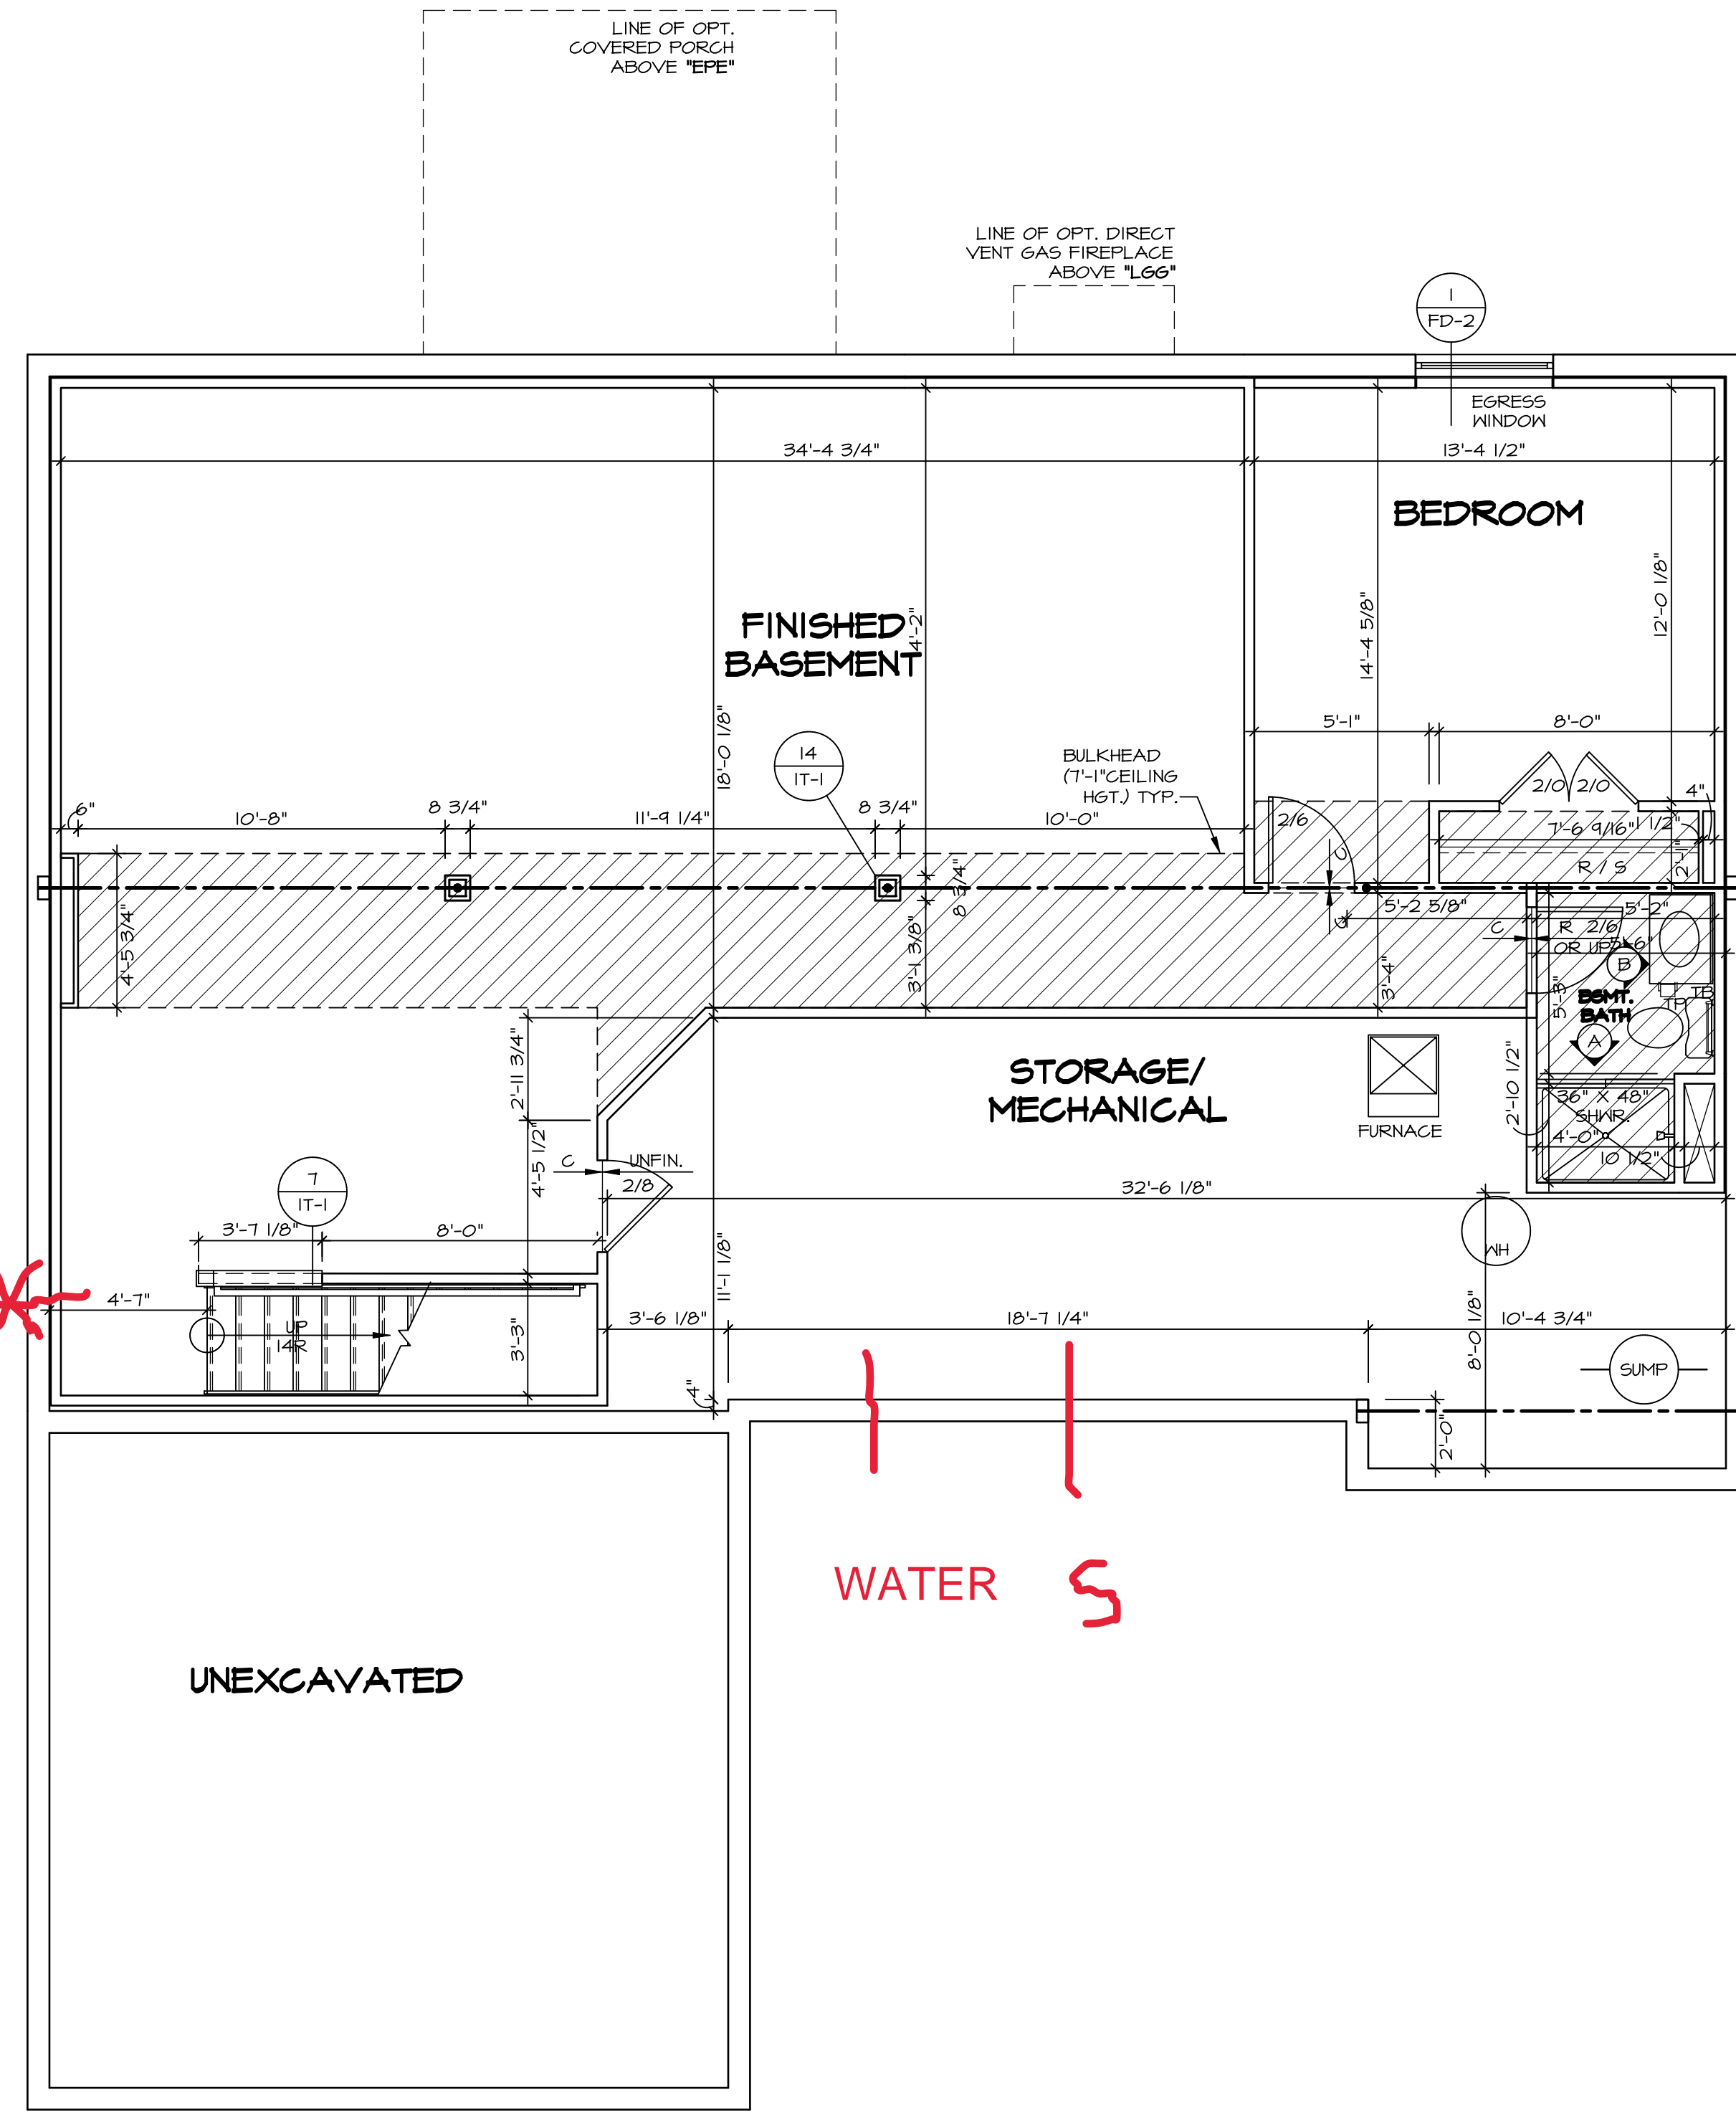 LINE OF OPT.
COVERED PORCH
ABOVE "EPE"
LINE OF OPT. DIRECT
VENT GAS FIREPLACE
ABOVE "LGG"
1
FD-2
EGRESS
WINDOW
34'-4 3/4"
13'-4 1/2"
BEDROOM
FINISHED
BASEMENT
4'-2"
14'-4 5/8"
12'-0 1/8"
18'-0 1/8"
5'-1"
8'-0"
14
IT-1
BULKHEAD
(7'-1"CEILING
HGT.) TYP.
2/0 2/0
4"
6"
10'-8"
8 3/4"
11'-9 1/4"
8 3/4"
10'-0"
2/6
7'-6 9/16"
1 1/2"
C
R / S
2'-1"
8 3/4"
4'-5 3/4"
3'-1 3/8"
C
5'-2 5/8"
5'-2"
C
R 2/6
OR UP
5'-6"
B
3'-4"
5'-3"
BSMT.
BATH
TP
TB
A
2'-11 3/4"
STORAGE/
MECHANICAL
FURNACE
2'-10 1/2"
36" X 48"
SHWR.
4'-0"
10 1/2"
4'-5 1/2"
C
UNFIN.
2/8
7
IT-1
32'-6 1/8"
3'-7 1/8"
8'-0"
WH
11'-1 1/8"
4'-7"
UP
14R
3'-3"
3'-6 1/8"
18'-7 1/4"
8'-0 1/8"
10'-4 3/4"
SUMP
4"
2'-0"
WATER S
UNEXCAVATED